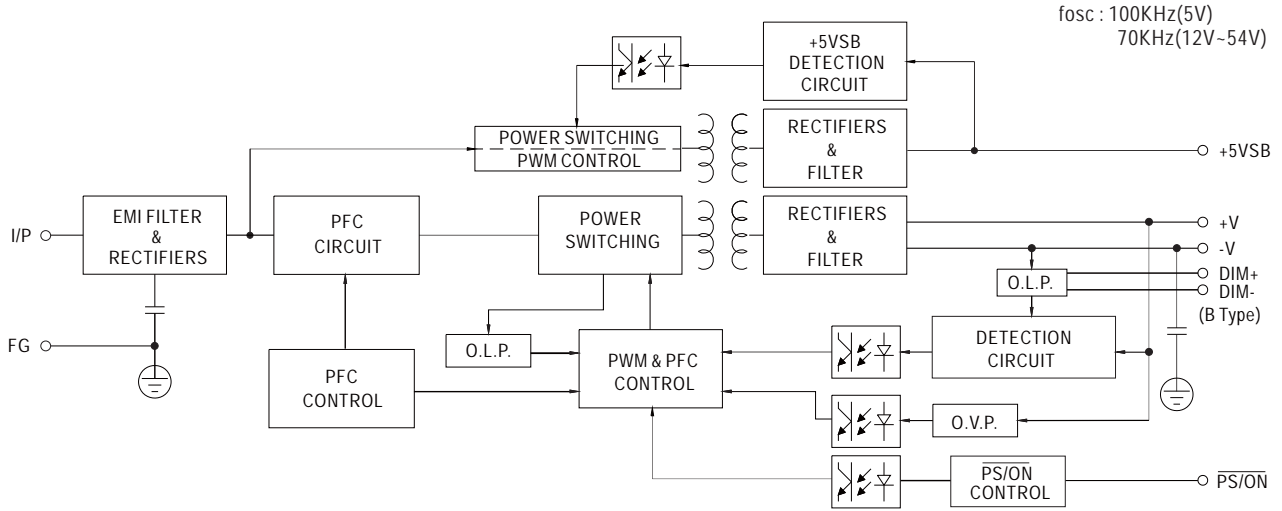 fosc : 100KHz(5V)
70KHz(12V~54V)
+5VSB
DETECTION
CIRCUIT
POWER SWITCHING
PWM CONTROL
RECTIFIERS
&
FILTER
+5VSB
I/P
EMI FILTER
&
RECTIFIERS
PFC
CIRCUIT
POWER
SWITCHING
RECTIFIERS
&
FILTER
+V
-V
O.L.P.
DIM+
DIM-
(B Type)
FG
O.L.P.
PFC
CONTROL
PWM & PFC
CONTROL
DETECTION
CIRCUIT
O.V.P.
PS/ON
CONTROL
PS/ON